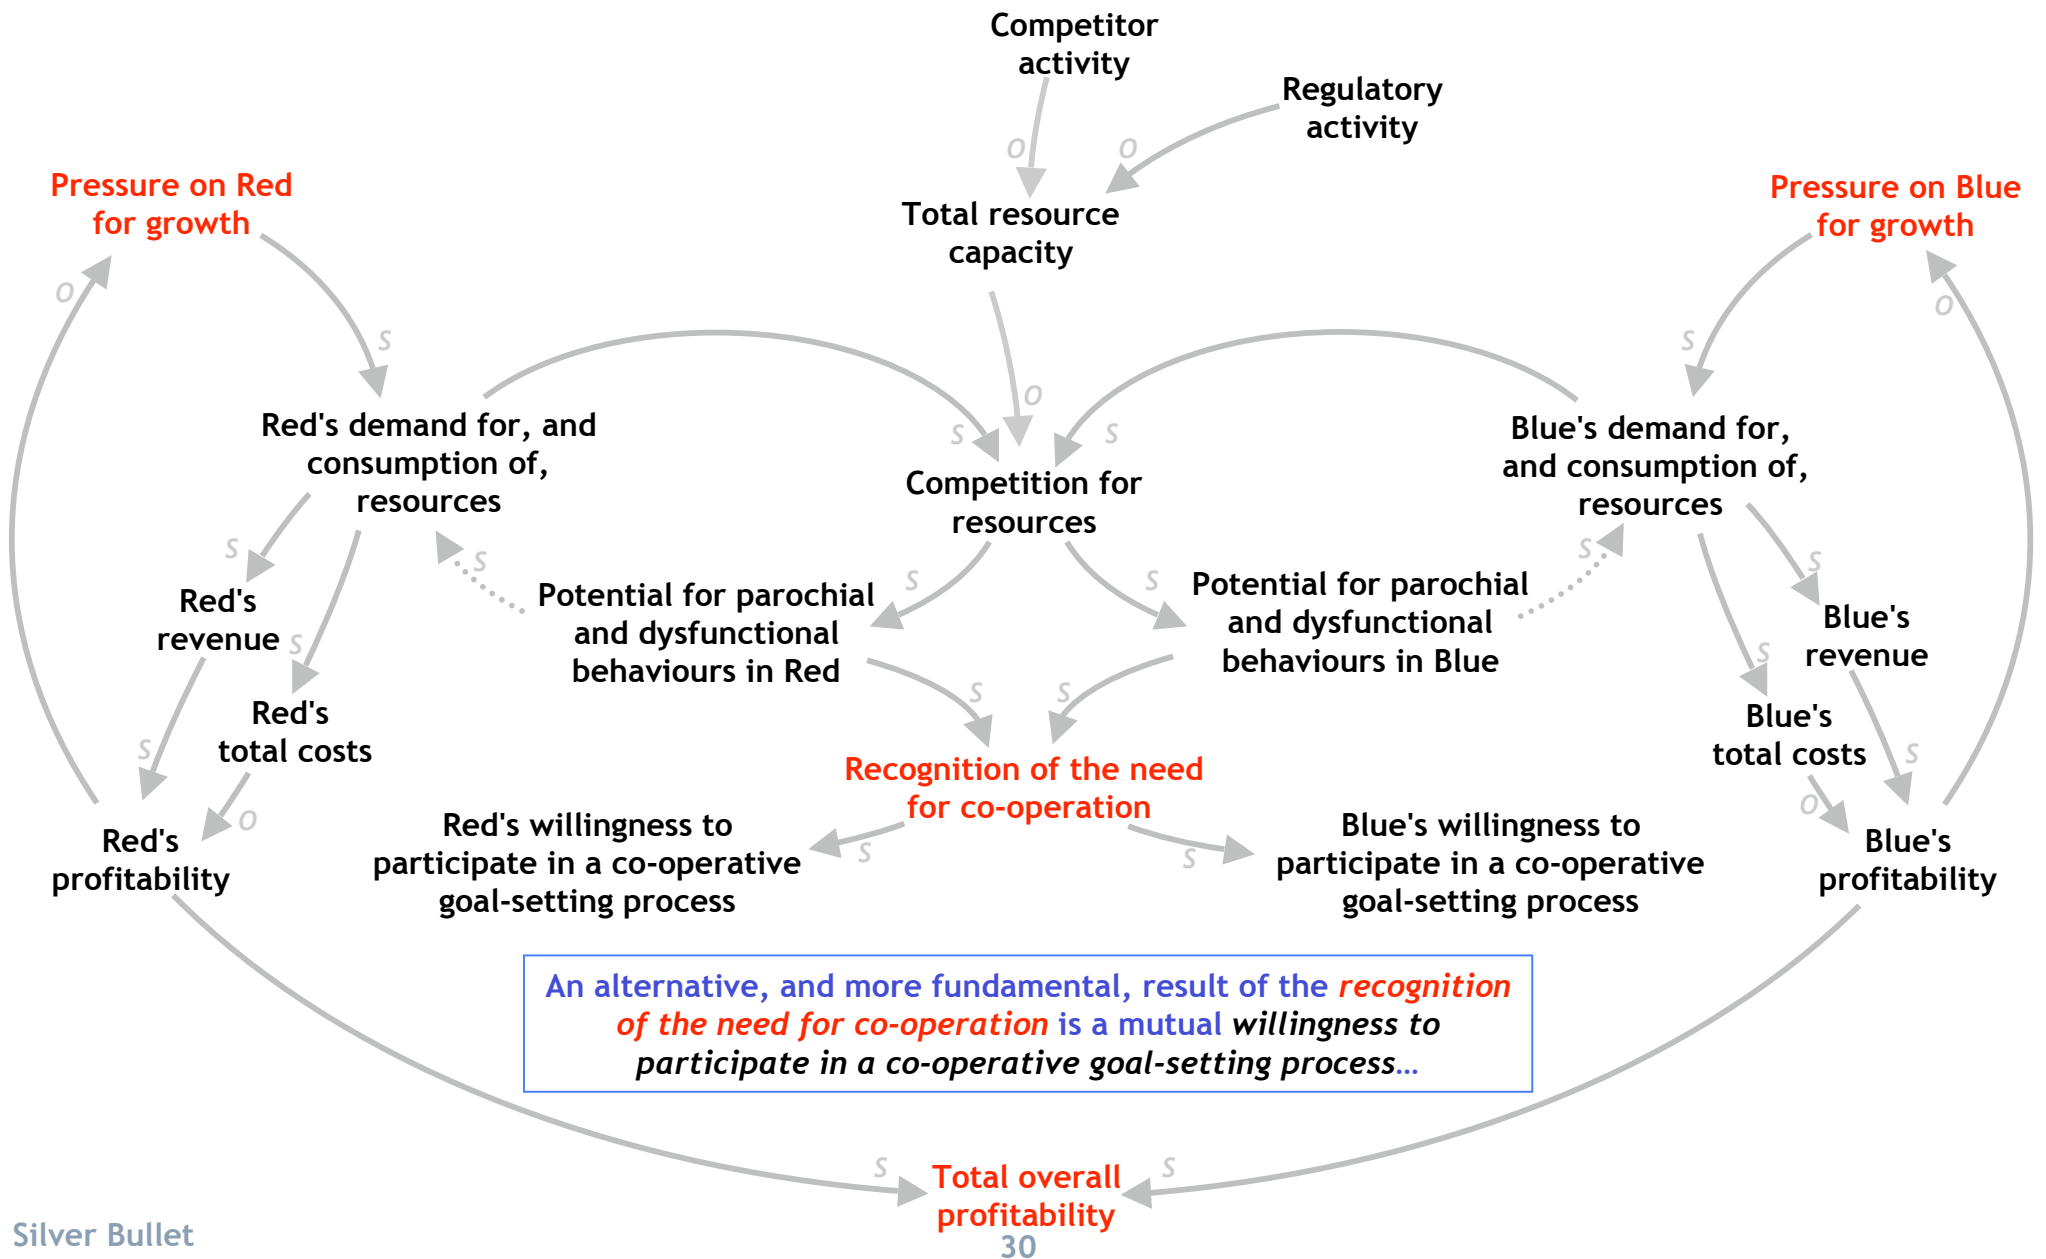 Competitor
activity
Regulatory
activity
O
O
Pressure on Red
for growth
Pressure on Blue
for growth
Total resource
capacity
O
O
S
S
O
Red's demand for, and
consumption of,
resources
Blue's demand for,
and consumption of,
resources
S
S
Competition for
resources
S
S
S
S
S
S
Red's
revenue
Potential for parochial
and dysfunctional
behaviours in Red
Potential for parochial
and dysfunctional
behaviours in Blue
Blue's
revenue
S
S
S
S
Red's
total costs
Blue's
total costs
S
S
Recognition of the need
for co-operation
O
O
S
S
Red's
profitability
Red's willingness to
participate in a co-operative
goal-setting process
Blue's willingness to
participate in a co-operative
goal-setting process
Blue's
profitability
An alternative, and more fundamental, result of the recognition
of the need for co-operation is a mutual willingness to
participate in a co-operative goal-setting process…
S
S
Total overall
profitability
Silver Bullet
30